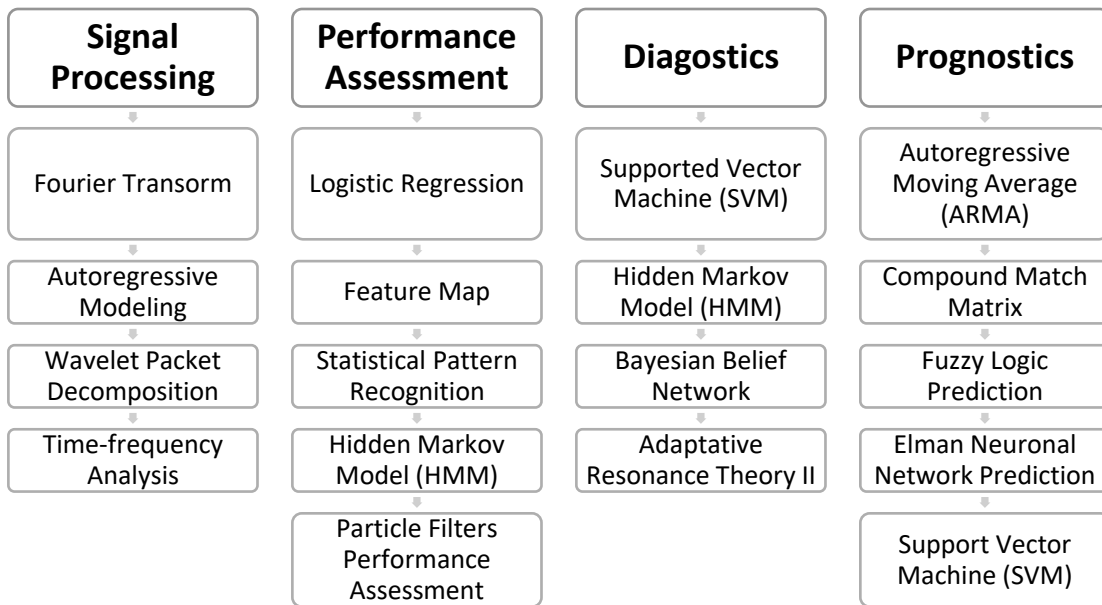 Signal
Processing
Fourier Transorm
Autoregressive
Modeling
Wavelet Packet
Decomposition
Time-frequency
Analysis
Performance
Assessment
Logistic Regression
Feature Map
Statistical Pattern
Recognition
Hidden Markov
Model (HMM)
Particle Filters
Performance
Assessment
Diagostics
Supported Vector
Machine (SVM)
Hidden Markov
Model (HMM)
Bayesian Belief
Network
Adaptative
Resonance Theory II
Prognostics
Autoregressive
Moving Average
(ARMA)
Compound Match
Matrix
Fuzzy Logic
Prediction
Elman Neuronal
Network Prediction
Support Vector
Machine (SVM)